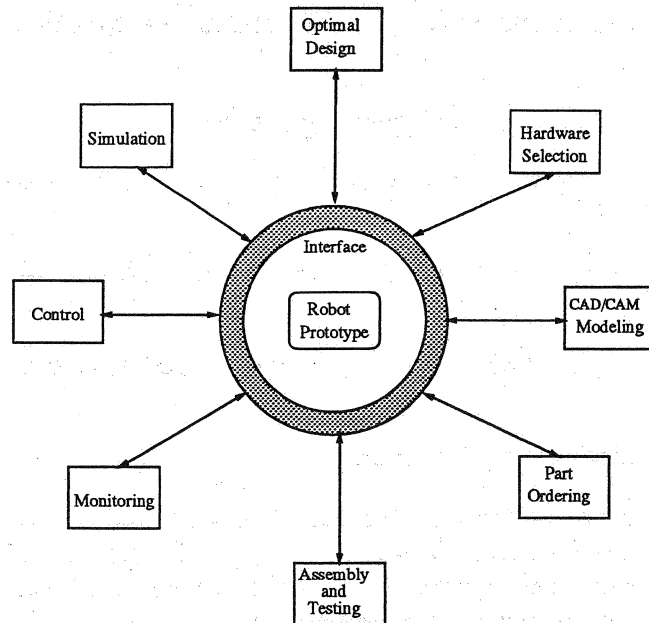 Optimal
Design
Simulation
Hardware
Selection
Interface
Control
Robot
Prototype
CAD/CAM
Modeling
Monitoring
Part
Ordering
Assembly
and
Testing